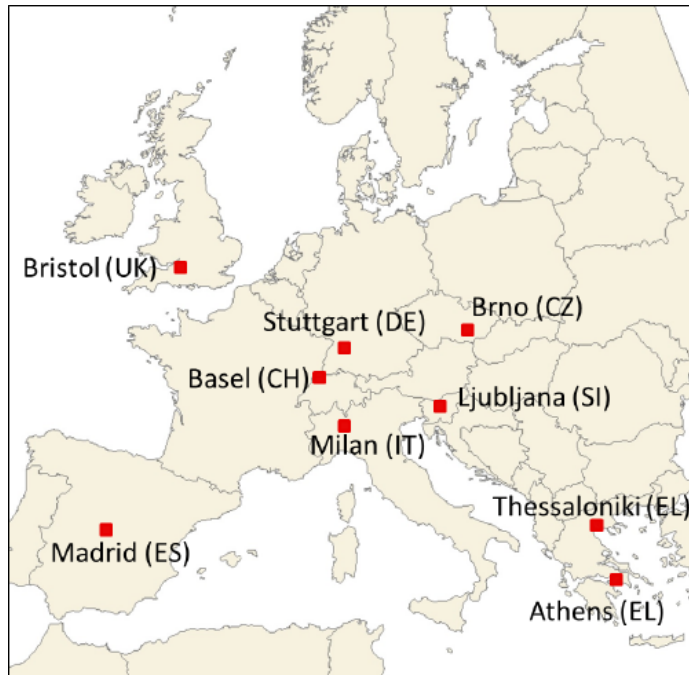 Bristol (UK)
Brno (CZ)
Stuttgart (DE)
Basel (CH)
Ljubljana (SI)
Milan (IT)
Thessaloniki (EL)
Madrid (ES)
Athens (EL)